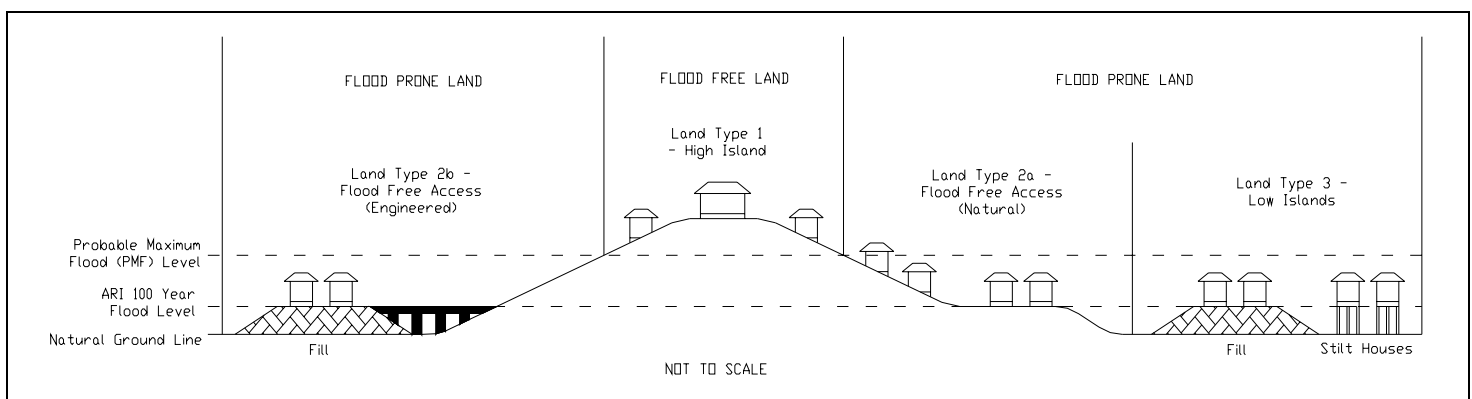 FLOOD PRONE LAND
FLOOD FREE LAND
FLOOD PRONE LAND
Land Type 1
- High Island
Land Type 2b -
Flood Free Access
(Engineered)
Land Type 2a -
Flood Free Access
(Natural)
Land Type 3 -
Low Islands
Probable Maximum
Flood (PMF) Level
ARI 100 Year
Flood Level
Natural Ground Line
Fill
Fill
Stilt Houses
NOT TO SCALE